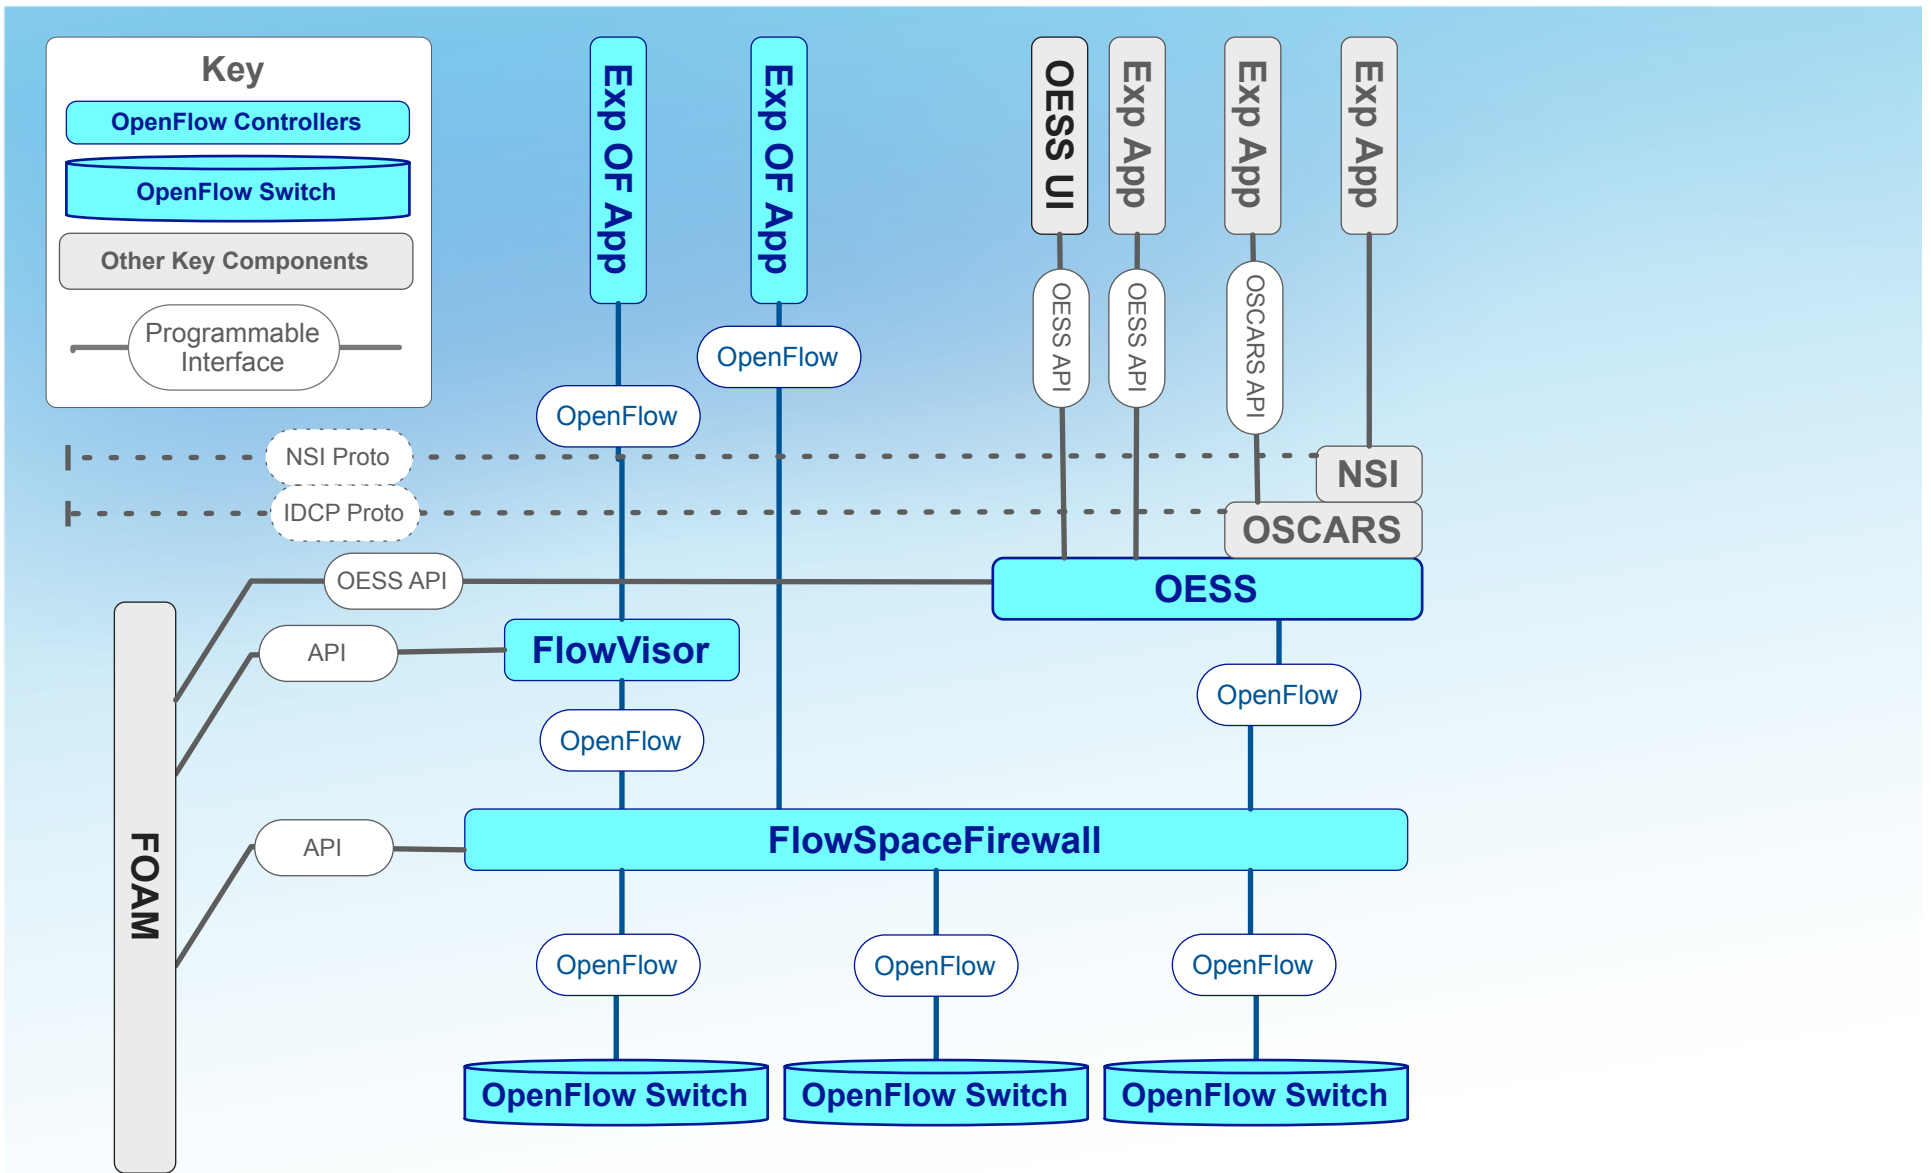 Key
OpenFlow Controllers
OpenFlow Switch
Other Key Components
Programmable
Interface
Exp OF App
Exp OF App
OESS UI
Exp App
Exp App
Exp App
OpenFlow
OpenFlow
OESS API
OESS API
OSCARS API
NSI Proto
NSI
IDCP Proto
OSCARS
OESS API
OESS
API
FlowVisor
OpenFlow
OpenFlow
API
FlowSpaceFirewall
FOAM
OpenFlow
OpenFlow
OpenFlow
OpenFlow Switch
OpenFlow Switch
OpenFlow Switch